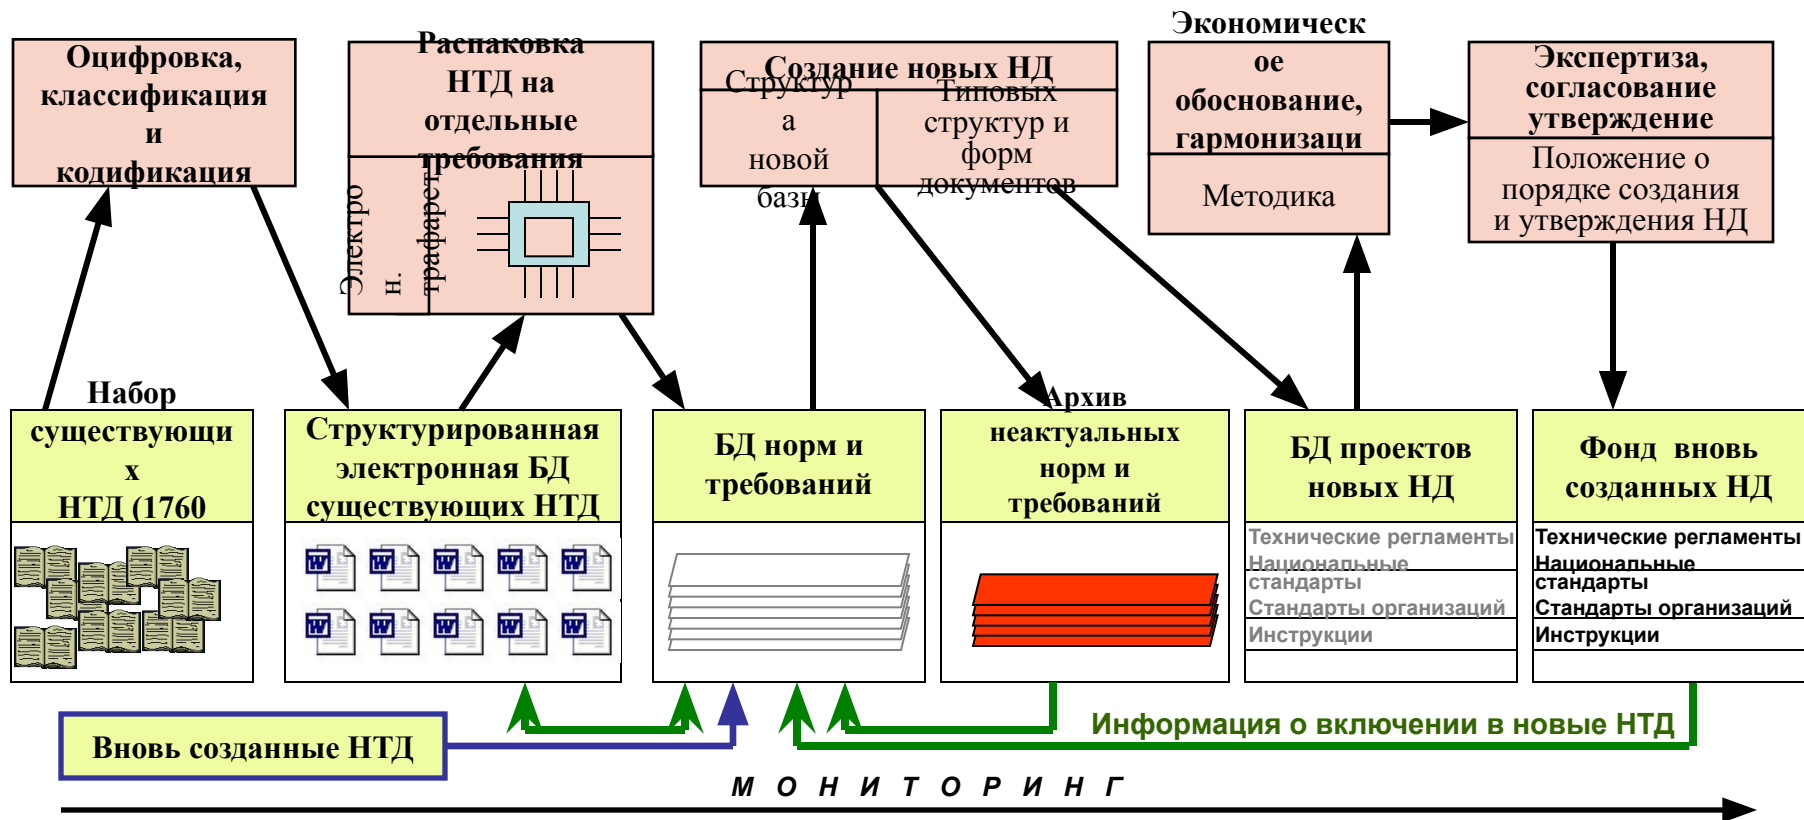 Оцифровка,
классификация
и
кодификация
Распаковка
НТД на
отдельные
требования
Электро
н.
трафарет
Создание новых НД
Структур
а
новой
базы
Типовых
структур и
форм
документов
Экономическ
ое
обоснование,
гармонизаци
Методика
Экспертиза,
согласование
утверждение
Положение о
порядке создания
и утверждения НД
Набор
существующи
х
НТД (1760
Структурированная
электронная БД
существующих НТД
БД норм и
требований
Архив
неактуальных
норм и
требований
БД проектов
новых НД
Технические регламенты
Национальные
стандарты
Стандарты организаций
Инструкции
Фонд вновь
созданных НД
Технические регламенты
Национальные
стандарты
Стандарты организаций
Инструкции
W W W W W
W W W W W
Информация о включении в новые НТД
Вновь созданные НТД
М О Н И Т О Р И Н Г